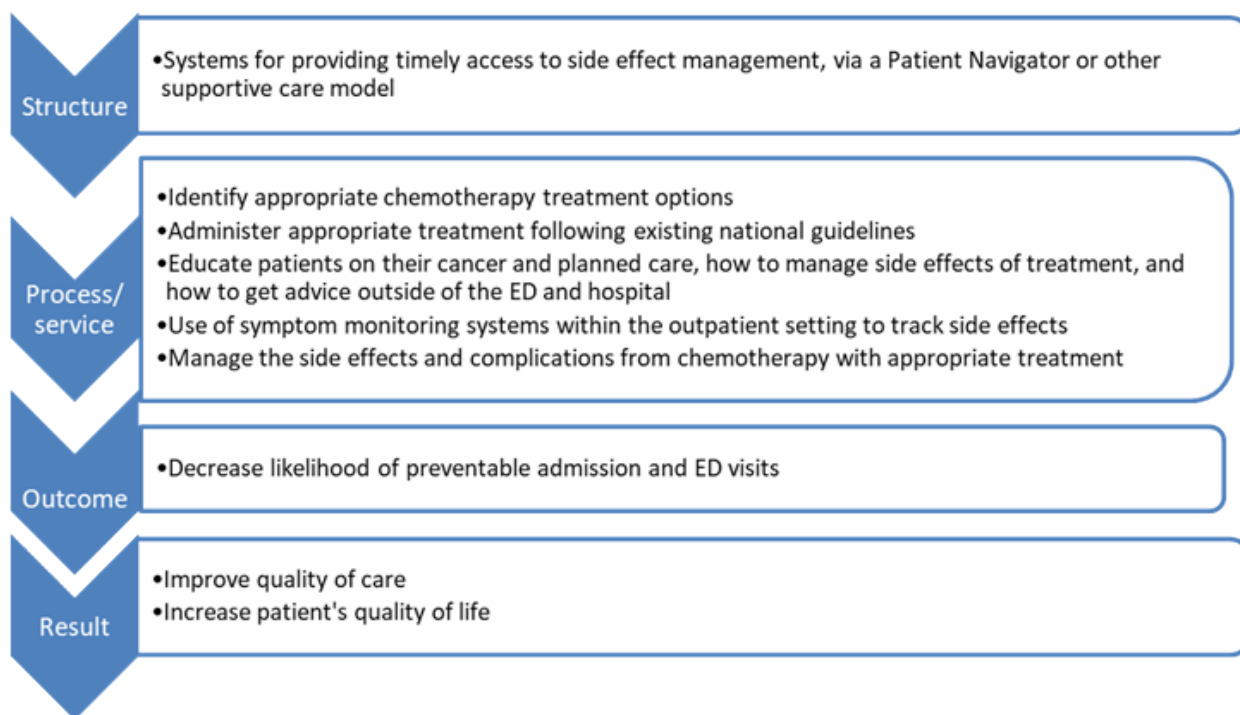 Structure
•Systems for providing timely access to side effect management, via a Patient Navigator or other
supportive care model
Process/
service
•Identify appropriate chemotherapy treatment options
•Administer appropriate treatment following existing national guidelines
•Educate patients on their cancer and planned care, how to manage side effects of treatment, and
how to get advice outside of the ED and hospital
•Use of symptom monitoring systems within the outpatient setting to track side effects
•Manage the side effects and complications from chemotherapy with appropriate treatment
Outcome
•Decrease likelihood of preventable admission and ED visits
Result
•Improve quality of care
•Increase patient's quality of life